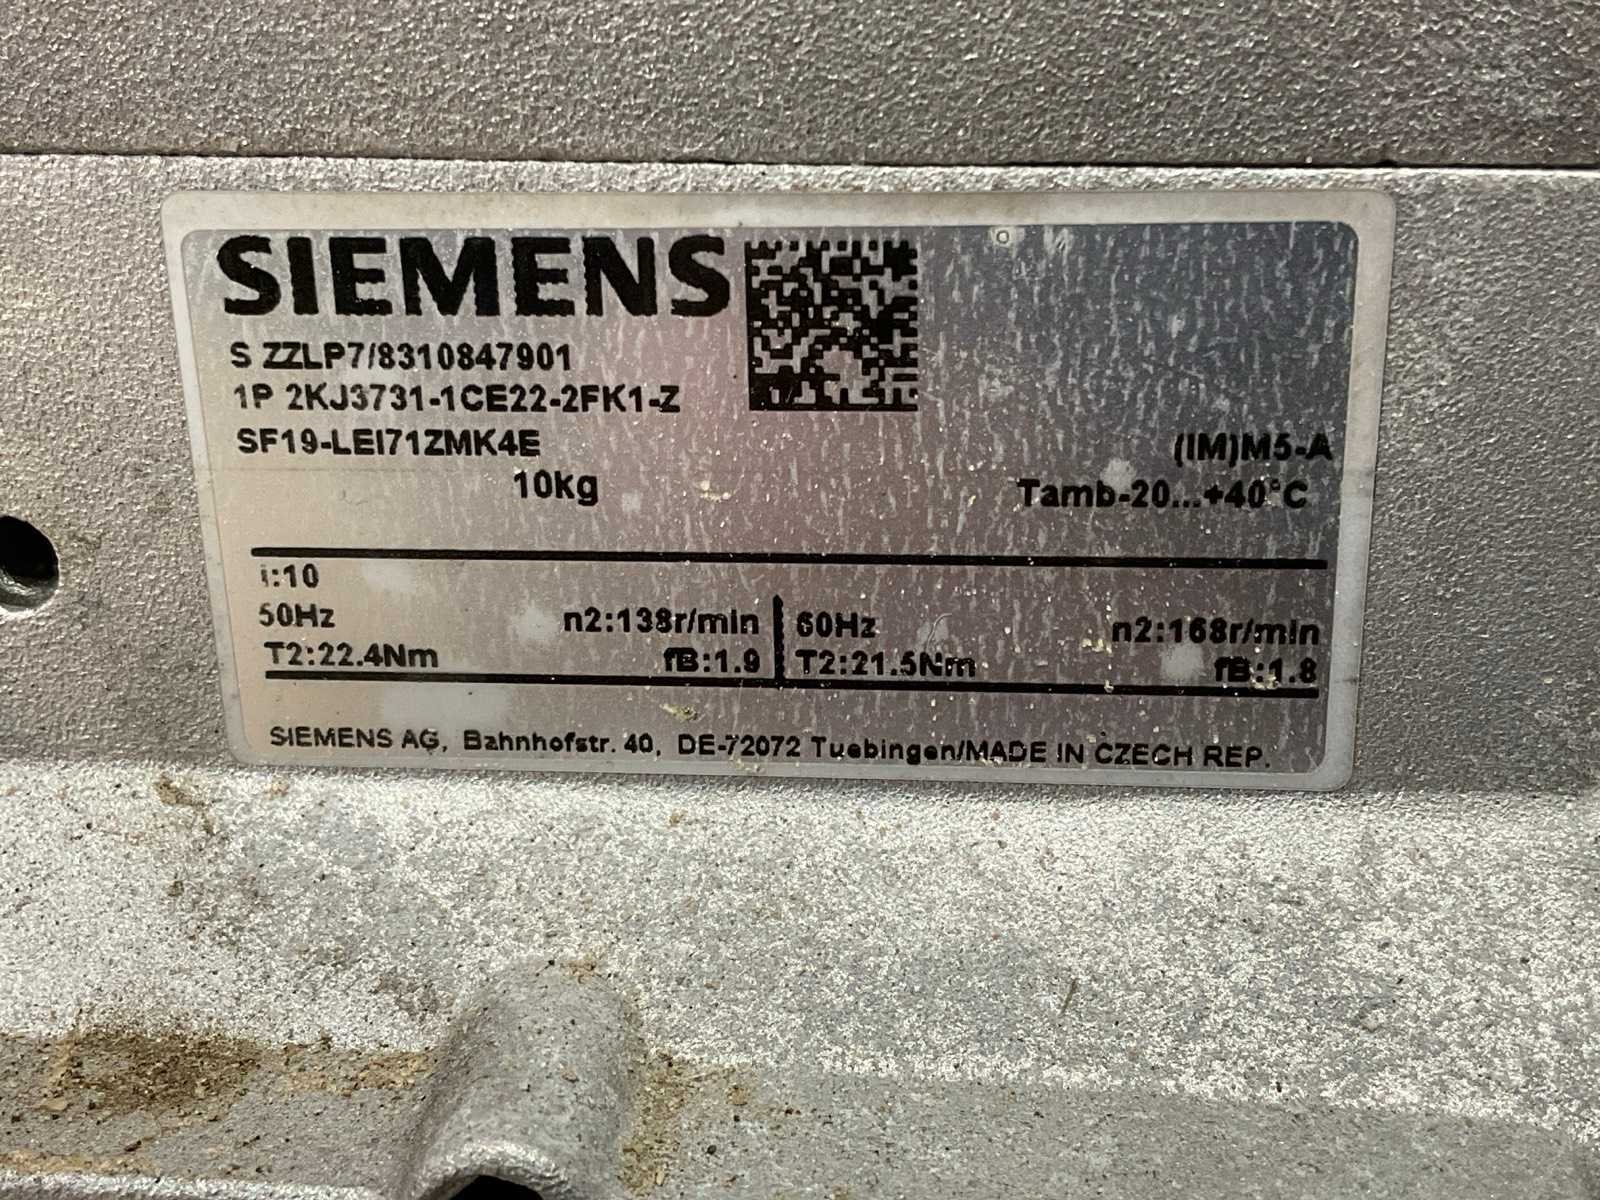 SIEMENS
S ZZLP7/8310847901
1P 2KJ3731-1CE22-2FK1-Z
SF19-LEI71ZMK4E
(IM)M5-A
10kg
Tamb-20...+40°C
i:10
50Hz n2:138r/min
60Hz n2:168r/min
T2:22.4Nm fB:1.9
T2:21.5Nm fB:1.8
SIEMENS AG, Bahnhofstr. 40, DE-72072 Tuebingen/MADE IN CZECH REP.